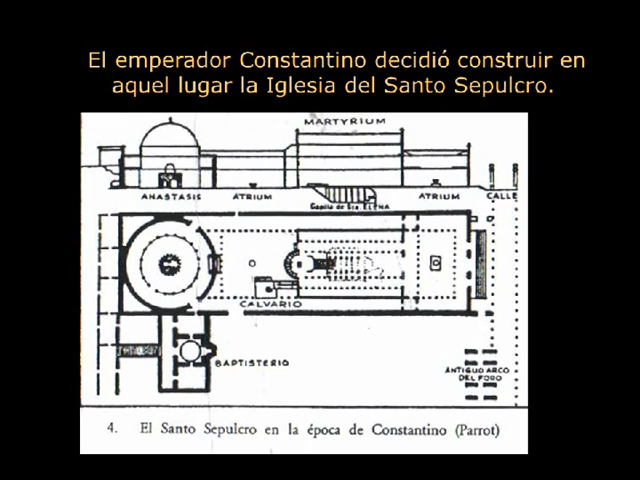 El emperador Constantino decidió construir en
aquel lugar la Iglesia del Santo Sepulcro.
MARTYRIUM
ANASTASIS ATRIUM Capilla de Sta. ELENA ATRIUM CALLE
CALVARIO
BAPTISTERIO
ANTIGUO ARCO
DEL FORO
4. El Santo Sepulcro en la época de Constantino (Parrot)